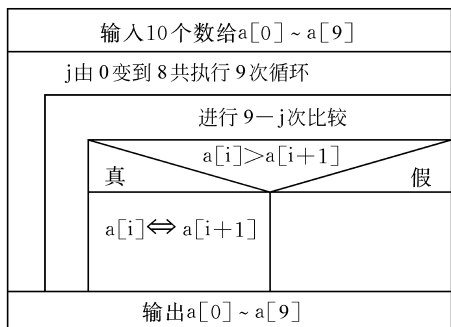 输入10个数给a[0]~a[9]
j由0变到8共执行9次循环
进行9-j次比较
a[i]>a[i+1]
真
假
a[i]⇔a[i+1]
输出a[0]~a[9]